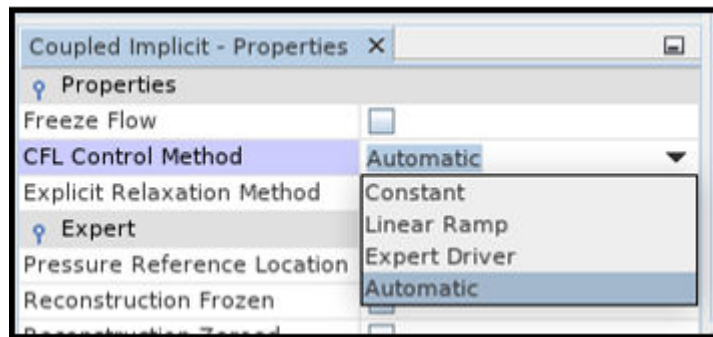 Coupled Implicit - Properties
Properties
Freeze Flow
CFL Control Method Automatic
Explicit Relaxation Method Constant
Linear Ramp
Expert Expert Driver
Pressure Reference Location Automatic
Reconstruction Frozen